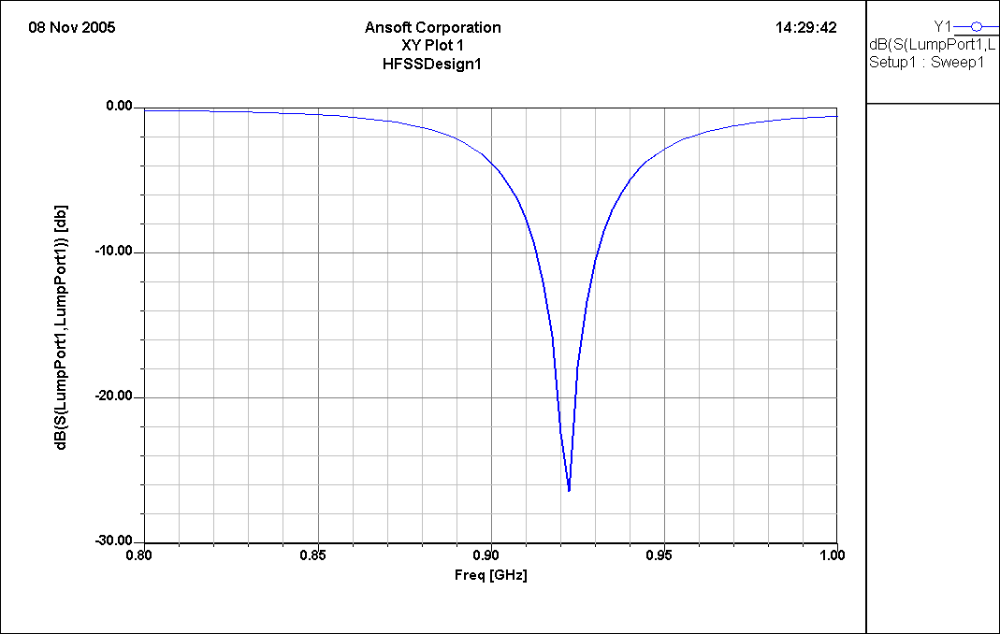 08 Nov 2005
Ansoft Corporation
14:29:42
XY Plot 1
HFSSDesign1
Y1
dB(S(LumpPort1,L
Setup1 : Sweep1
dB(S(LumpPort1,LumpPort1)) [db]
0.00
-10.00
-20.00
-30.00
0.80
0.85
0.90
0.95
1.00
Freq [GHz]